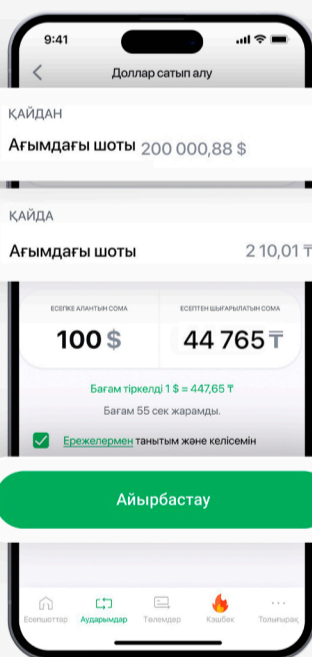 9:41
Доллар сатып алу
ҚАЙДАН
Ағымдағы шоты 200 000,88 $
ҚАЙДА
Ағымдағы шоты 2 10,01 ₸
ЕСЕПКЕ АЛАНТЫН СОМА ЕСЕПТЕН ШЫҒАРЫЛАТЫН СОМА
100 $ 44 765 ₸
Бағам тіркелді 1 $ = 447,65 ₸
Бағам 55 сек жарамды.
Ережелермен танытым және келісемін
Айырбастау
Есепшоттар Аударымдар Төлемдер Кэшбек Толығырақ